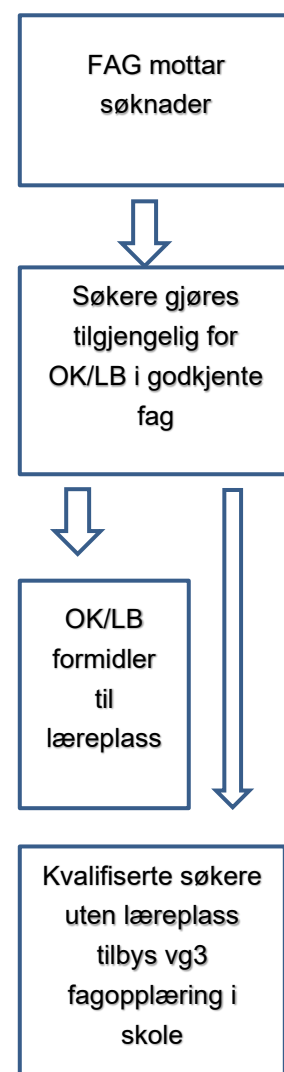 FAG mottar
søknader
Søkere gjøres
tilgjengelig for
OK/LB i godkjente
fag
OK/LB
formidler
til
læreplass
Kvalifiserte søkere
uten læreplass
tilbys vg3
fagopplæring i
skole